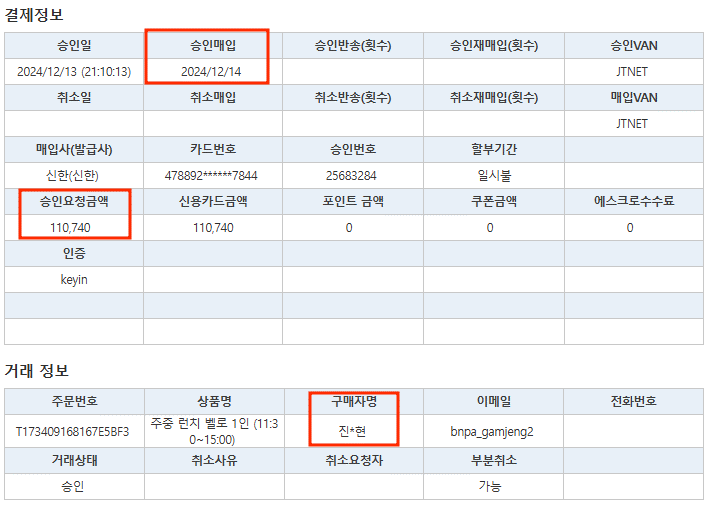 결제정보
승인일 승인매입 승인반송(횟수) 승인재매입(횟수) 승인VAN
2024/12/13 (21:10:13) 2024/12/14 JTNET
취소일 취소매입 취소반송(횟수) 취소재매입(횟수) 매입VAN
JTNET
매입사(발급사) 카드번호 승인번호 할부기간
신한(신한) 478892******7844 25683284 일시불
승인요청금액 신용카드금액 포인트 금액 쿠폰금액 에스크로수수료
110,740 110,740 0 0 0
인증
keyin
거래 정보
주문번호 상품명 구매자명 이메일 전화번호
T173409168167E5BF3 주중 런치 벨로 1인 (11:3
0~15:00) 진*현 bnpa_gamjeng2
거래상태 취소사유 취소요청자 부분취소
승인 가능